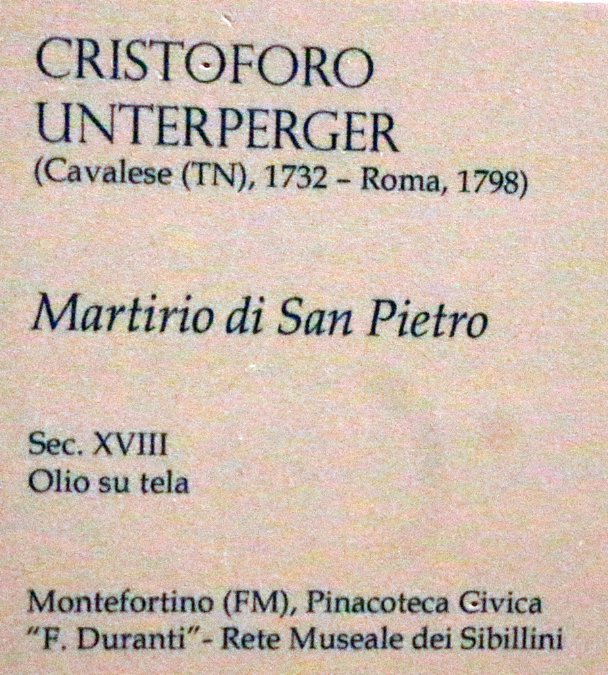 CRISTOFORO
UNTERPERGER
(Cavalese (TN), 1732 – Roma, 1798)
Martirio di San Pietro
Sec. XVIII
Olio su tela
Montefortino (FM), Pinacoteca Civica
“F. Duranti”- Rete Museale dei Sibillini